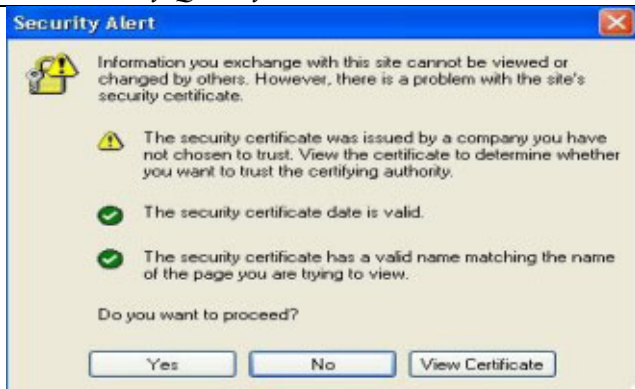 Security Alert
Information you exchange with this site cannot be viewed or
changed by others. However, there is a problem with the site's
security certificate.
The security certificate was issued by a company you have
not chosen to trust. View the certificate to determine whether
you want to trust the certifying authority.
The security certificate date is valid.
The security certificate has a valid name matching the name
of the page you are trying to view.
Do you want to proceed?
Yes No View Certificate